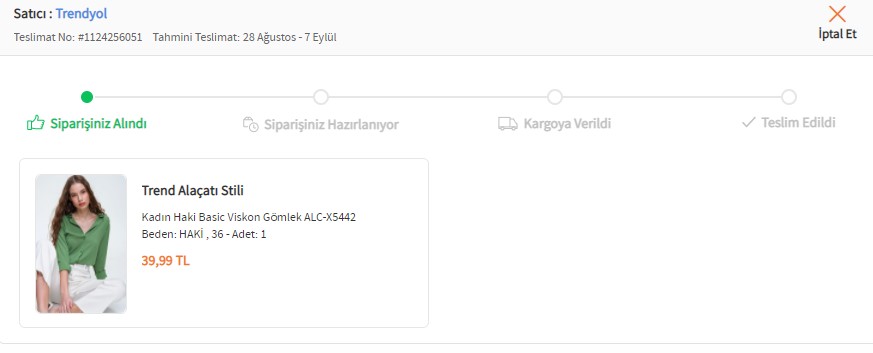 Satıcı : Trendyol
İptal Et
Teslimat No: #1124256051 Tahmini Teslimat: 28 Ağustos - 7 Eylül
Siparişiniz Alındı
Siparişiniz Hazırlanıyor
Kargoya Verildi
Teslim Edildi
Trend Alaçatı Stili
Kadın Haki Basic Viskon Gömlek ALC-X5442
Beden: HAKİ , 36 - Adet: 1
39,99 TL